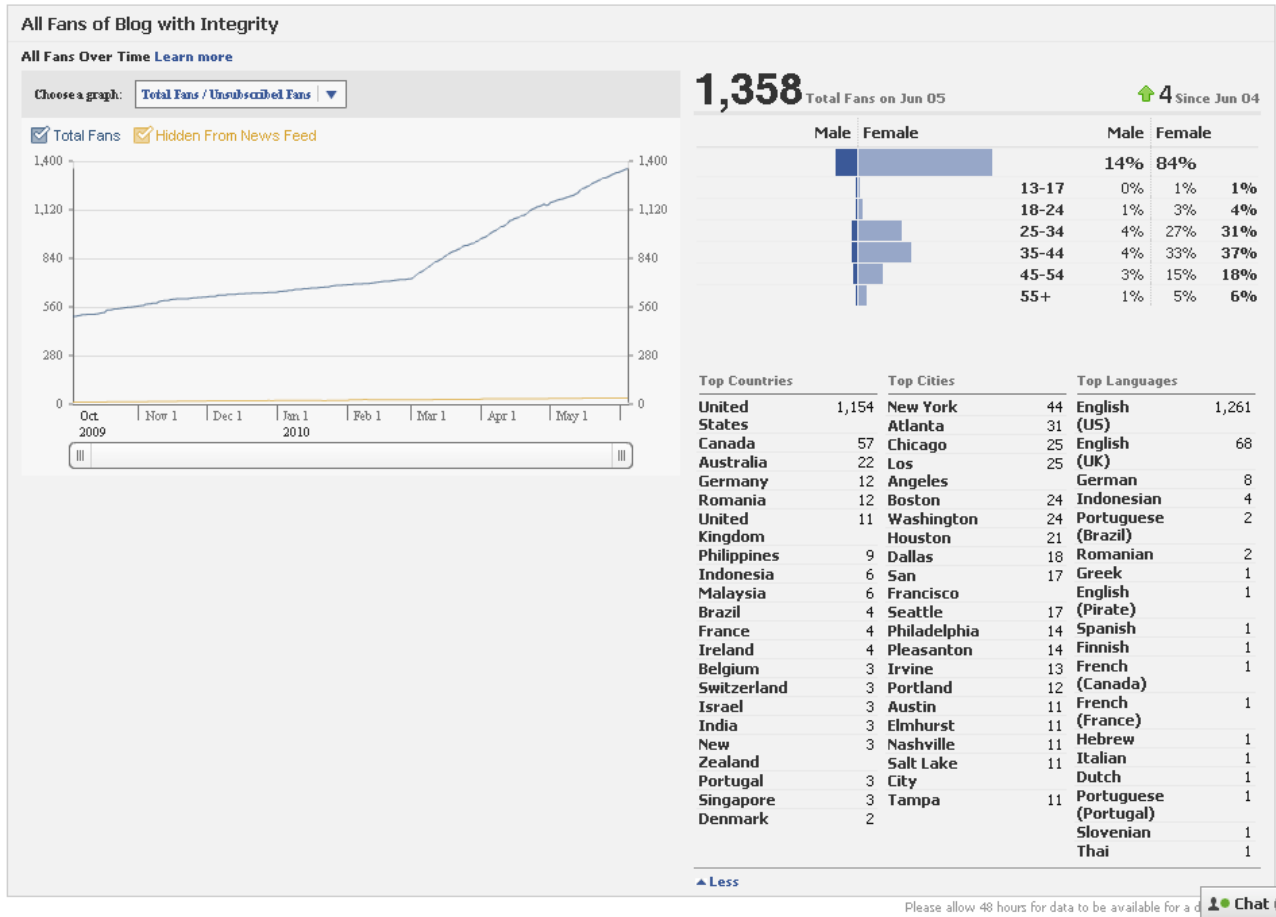 All Fans of Blog with Integrity
All Fans Over Time Learn more
Choose a graph: Total Fans / Unsubscribed Fans
Total Fans Hidden From News Feed
1,400 1,400
1,120 1,120
840 840
560 560
280 280
0 0
Oct Nov 1 Dec 1 Jan 1 Feb 1 Mar 1 Apr 1 May 1
2009 2010
1,358 Total Fans on Jun 05 4 Since Jun 04
Male Female Male Female
14% 84%
13-17 0% 1% 1%
18-24 1% 3% 4%
25-34 4% 27% 31%
35-44 4% 33% 37%
45-54 3% 15% 18%
55+ 1% 5% 6%
Top Countries
United 1,154
States
Canada 57
Australia 22
Germany 12
Romania 12
United 11
Kingdom
Philippines 9
Indonesia 6
Malaysia 6
Brazil 4
France 4
Ireland 4
Belgium 3
Switzerland 3
Israel 3
India 3
New 3
Zealand
Portugal 3
Singapore 3
Denmark 2
Top Cities
New York 44
Atlanta 31
Chicago 25
Los 25
Angeles
Boston 24
Washington 24
Houston 21
Dallas 18
San 17
Francisco
Seattle 17
Philadelphia 14
Pleasanton 14
Irvine 13
Portland 12
Austin 11
Elmhurst 11
Nashville 11
Salt Lake 11
City
Tampa 11
Top Languages
English 1,261
(US)
English 68
(UK)
German 8
Indonesian 4
Portuguese 2
(Brazil)
Romanian 2
Greek 1
English 1
(Pirate)
Spanish 1
Finnish 1
French 1
(Canada)
French 1
(France)
Hebrew 1
Italian 1
Dutch 1
Portuguese 1
(Portugal)
Slovenian 1
Thai 1
Less
Please allow 48 hours for data to be available for a
Chat